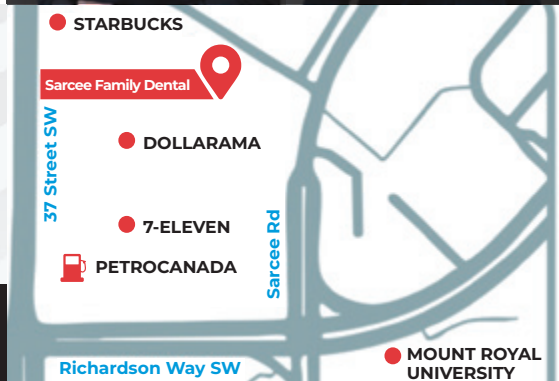 STARBUCKS
Sarcee Family Dental
37 Street SW
DOLLARAMA
7-ELEVEN
Sarcee Rd
PETROCANADA
Richardson Way SW
MOUNT ROYAL
UNIVERSITY